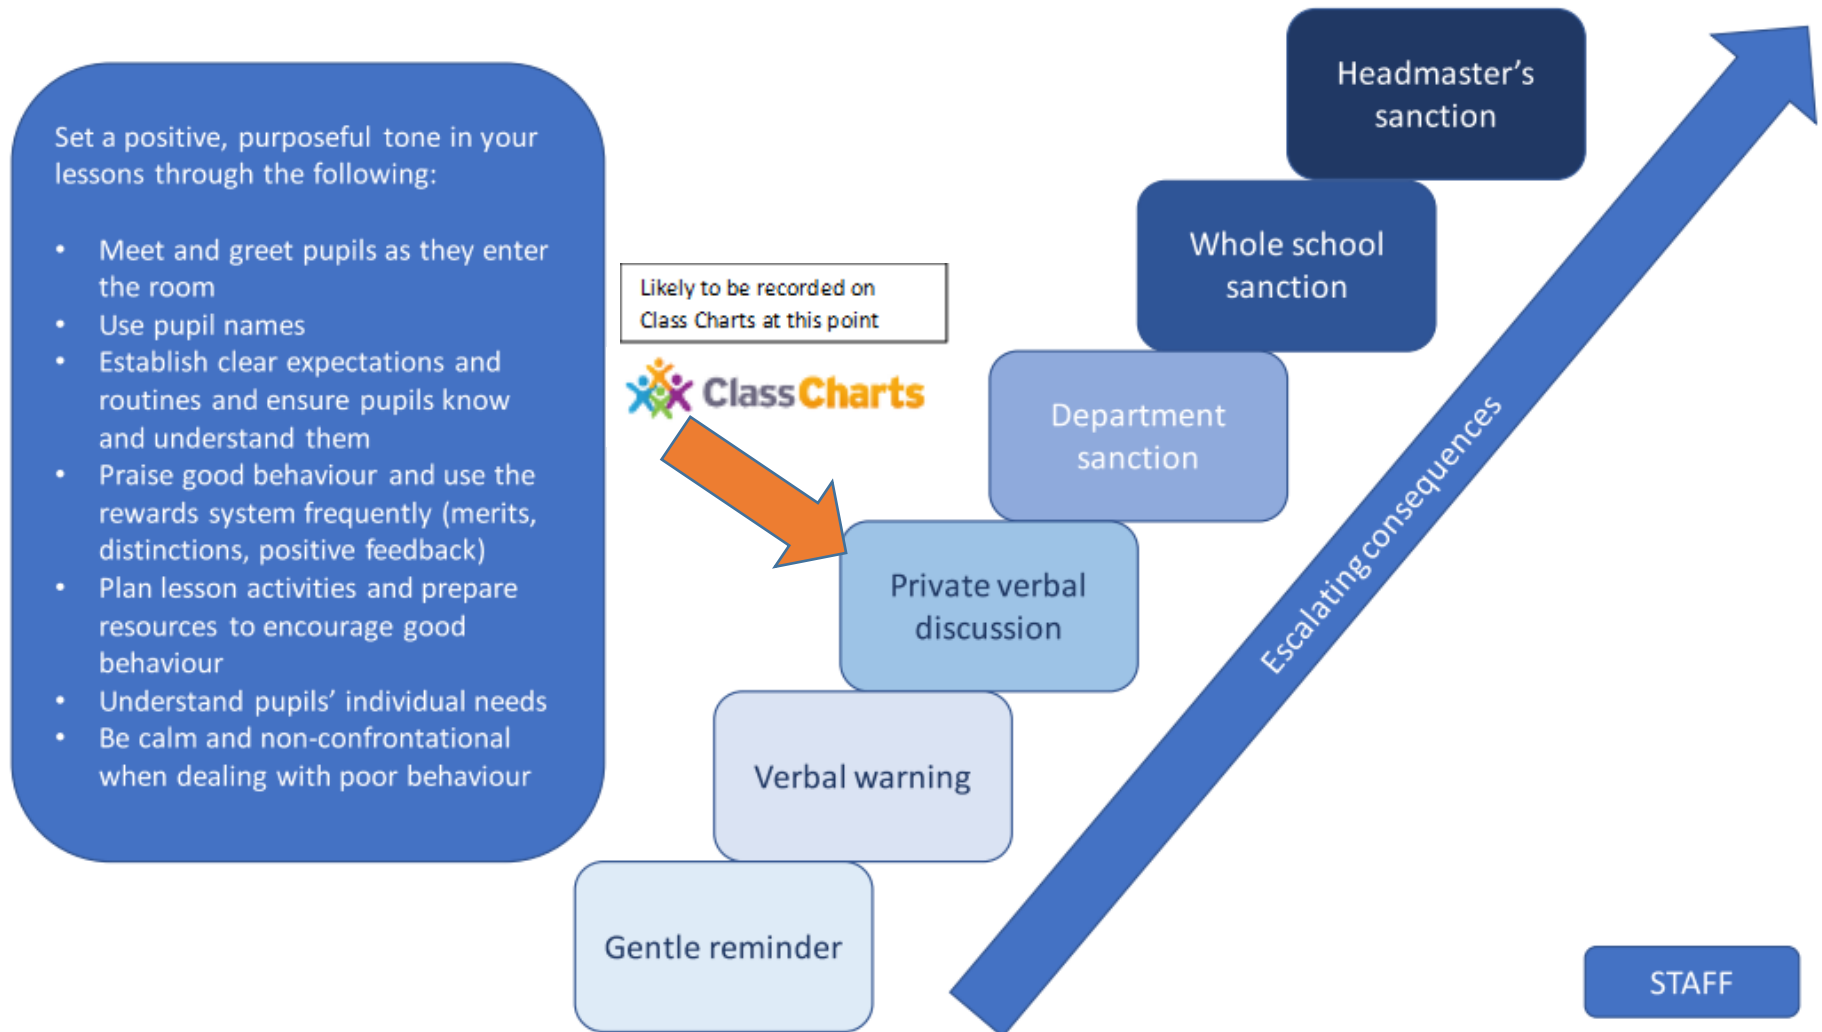 Set a positive, purposeful tone in your
lessons through the following:
• Meet and greet pupils as they enter
the room
• Use pupil names
• Establish clear expectations and
routines and ensure pupils know
and understand them
• Praise good behaviour and use the
rewards system frequently (merits,
distinctions, positive feedback)
• Plan lesson activities and prepare
resources to encourage good
behaviour
• Understand pupils’ individual needs
• Be calm and non-confrontational
when dealing with poor behaviour
Likely to be recorded on
Class Charts at this point
ClassCharts
Headmaster’s
sanction
Whole school
sanction
Department
sanction
Private verbal
discussion
Verbal warning
Gentle reminder
Escalating consequences
STAFF